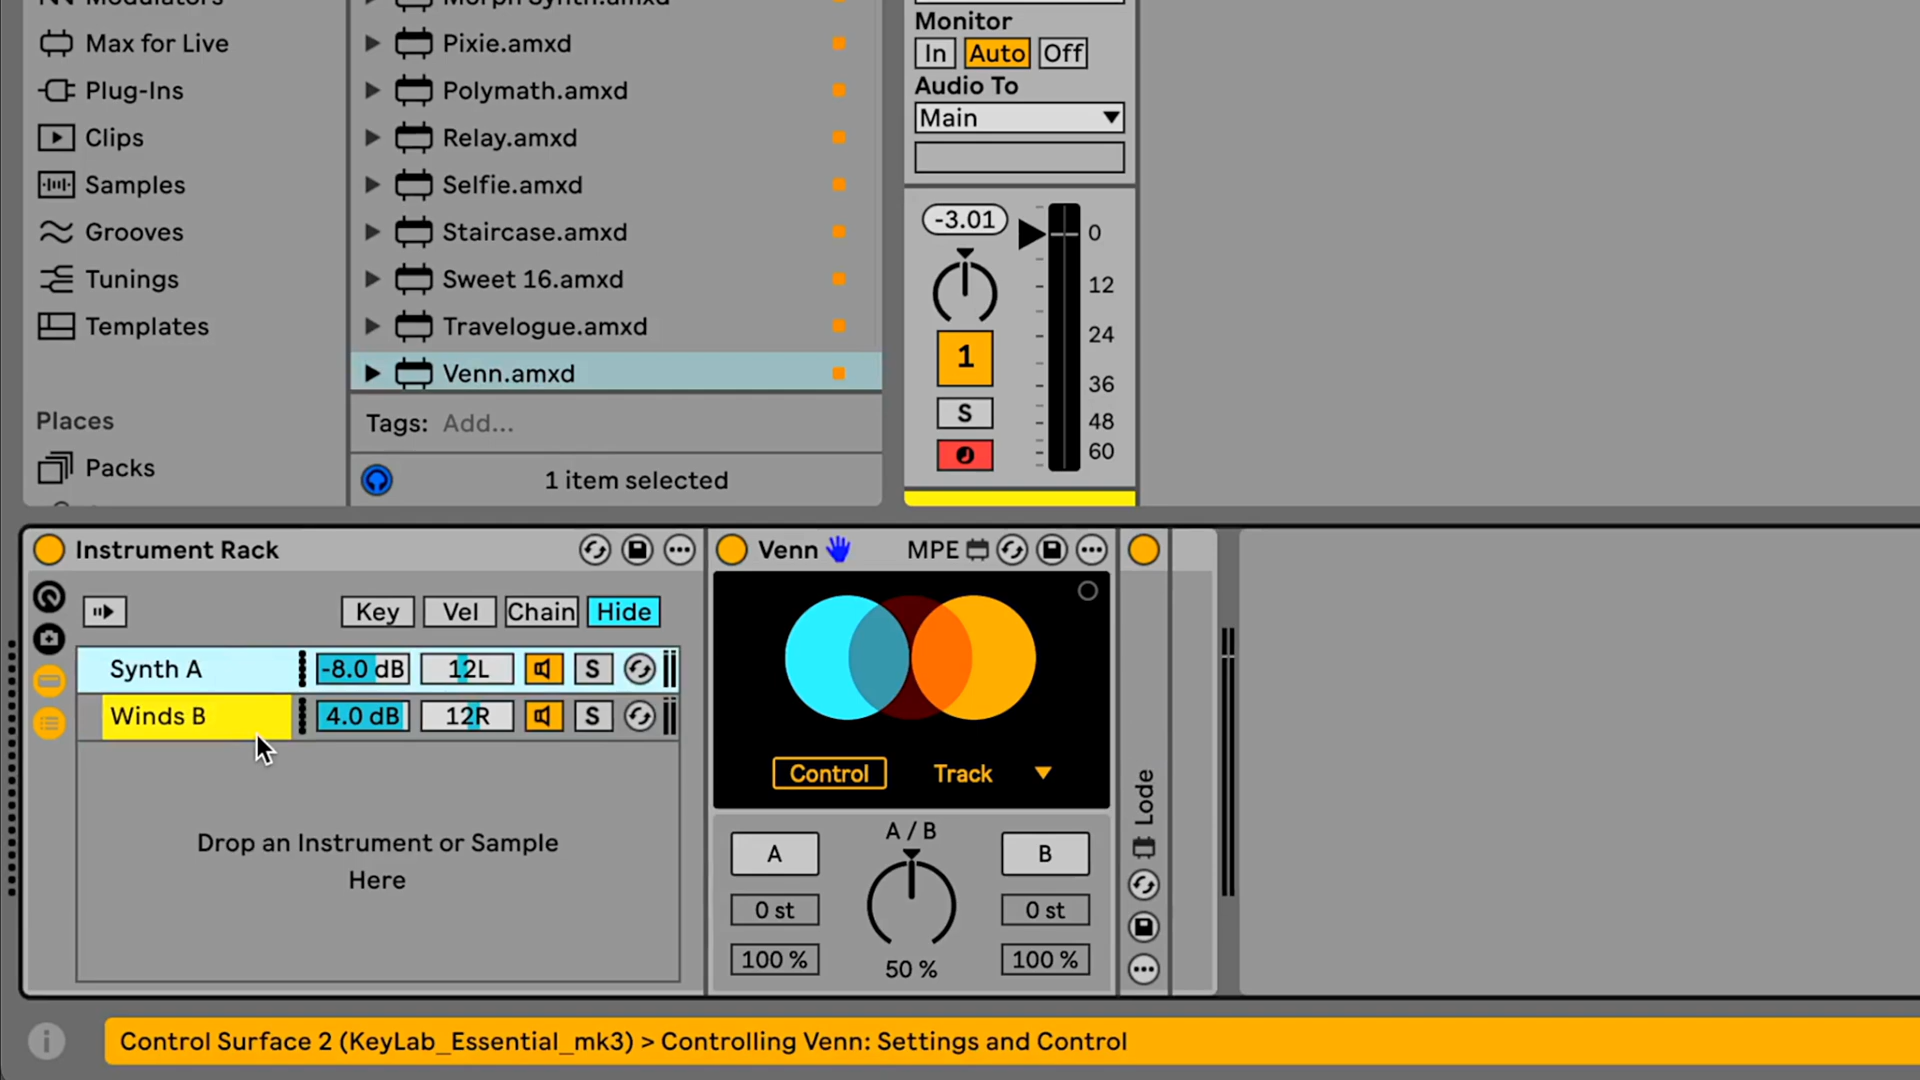 Modulators
Max for Live
Plug-Ins
Clips
Samples
Grooves
Tunings
Templates
Places
Packs
Morph Synth.amxd
Pixie.amxd
Polymath.amxd
Relay.amxd
Selfie.amxd
Staircase.amxd
Sweet 16.amxd
Travelogue.amxd
Venn.amxd
Tags: Add...
1 item selected
Monitor
In Auto Off
Audio To
Main
-3.01
0
12
24
36
48
60
1
S
Instrument Rack
Key Vel Chain Hide
Synth A -8.0 dB 12L S
Winds B 4.0 dB 12R S
Drop an Instrument or Sample
Here
Venn MPE
Control Track
A / B
A B
0 st 0 st
100 % 50 % 100 %
Lode
Control Surface 2 (KeyLab_Essential_mk3) > Controlling Venn: Settings and Control